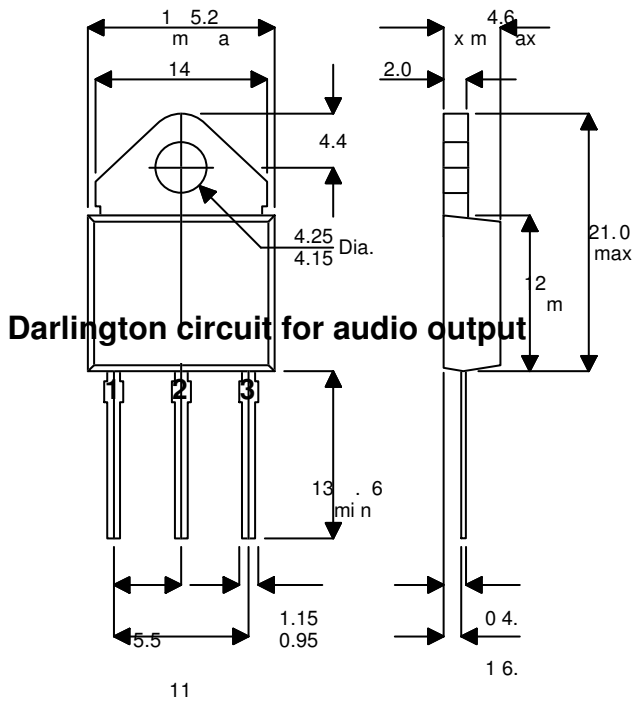 1 5.2
m a
4.6
x m ax
14
2.0
4.4
4.25
4.15 Dia.
21.0
max
12
m
Darlington circuit for audio output
1 2 3
13 . 6
mi n
1.15
0.95
5.5
0 4.
1 6.
11